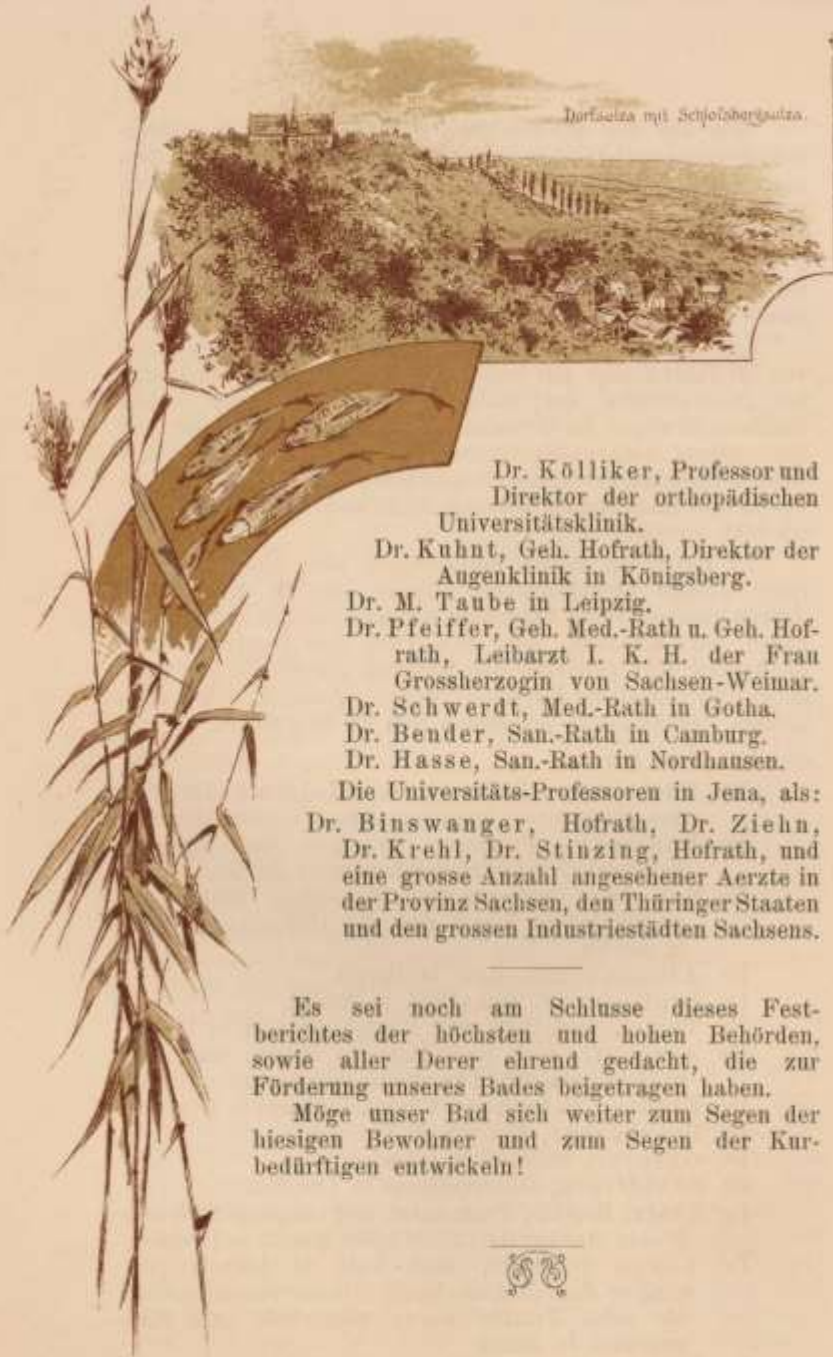 Dorfsulza mit Schloßbergsulza.
Dr. Kölliker, Professor und
Direktor der orthopädischen
Universitätsklinik.
Dr. Kuhnt, Geh. Hofrath, Direktor der
Augenklinik in Königsberg.
Dr. M. Taube in Leipzig.
Dr. Pfeiffer, Geh. Med.-Rath u. Geh. Hof-
rath, Leibarzt I. K. H. der Frau
Grossherzogin von Sachsen-Weimar.
Dr. Schwerdt, Med.-Rath in Gotha.
Dr. Bender, San.-Rath in Camburg.
Dr. Hasse, San.-Rath in Nordhausen.
Die Universitäts-Professoren in Jena, als:
Dr. Binswanger, Hofrath, Dr. Ziehn,
Dr. Krehl, Dr. Stinzing, Hofrath, und
eine grosse Anzahl angesehener Aerzte in
der Provinz Sachsen, den Thüringer Staaten
und den grossen Industriestädten Sachsens.
Es sei noch am Schlusse dieses Fest-
berichtes der höchsten und hohen Behörden,
sowie aller Derer ehrend gedacht, die zur
Förderung unseres Bades beigetragen haben.
Möge unser Bad sich weiter zum Segen der
hiesigen Bewohner und zum Segen der Kur-
bedürftigen entwickeln!